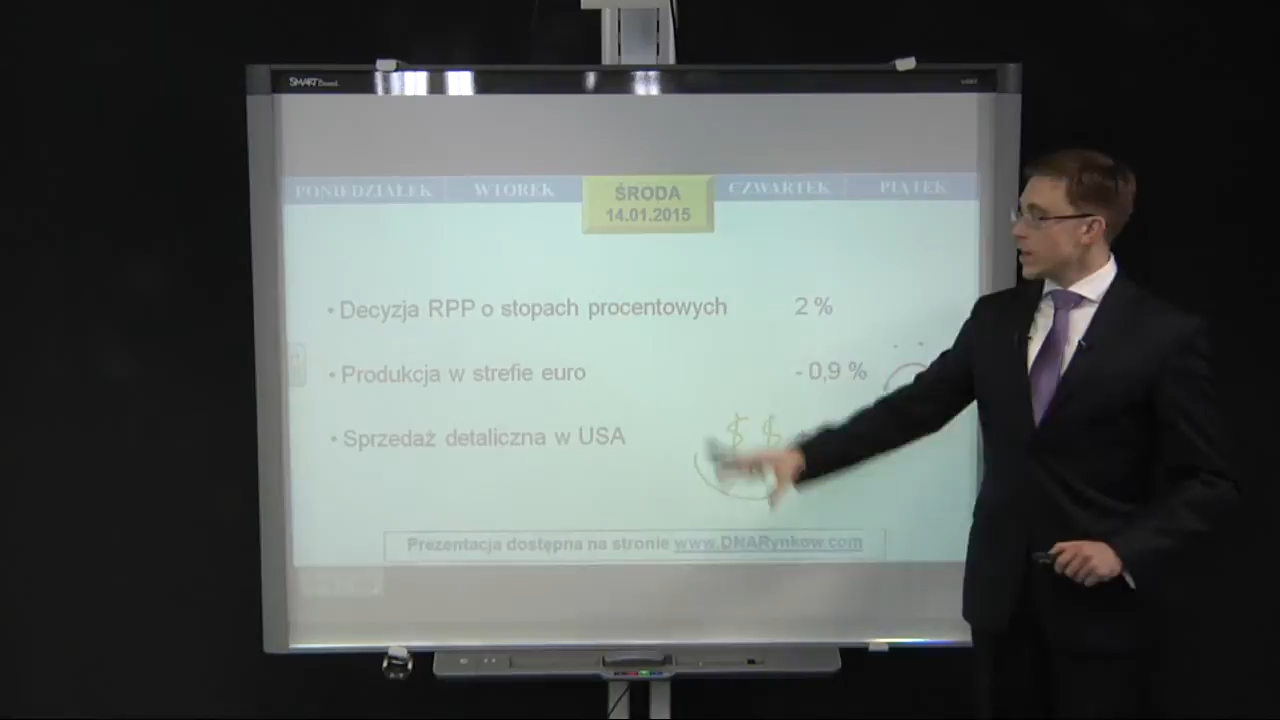 SMART Board
PONIEDZIAŁEK WTOREK ŚRODA CZWARTEK PIĄTEK
14.01.2015
• Decyzja RPP o stopach procentowych 2 %
• Produkcja w strefie euro - 0,9 %
• Sprzedaż detaliczna w USA $ $
Prezentacja dostępna na stronie www.DNARynkow.com